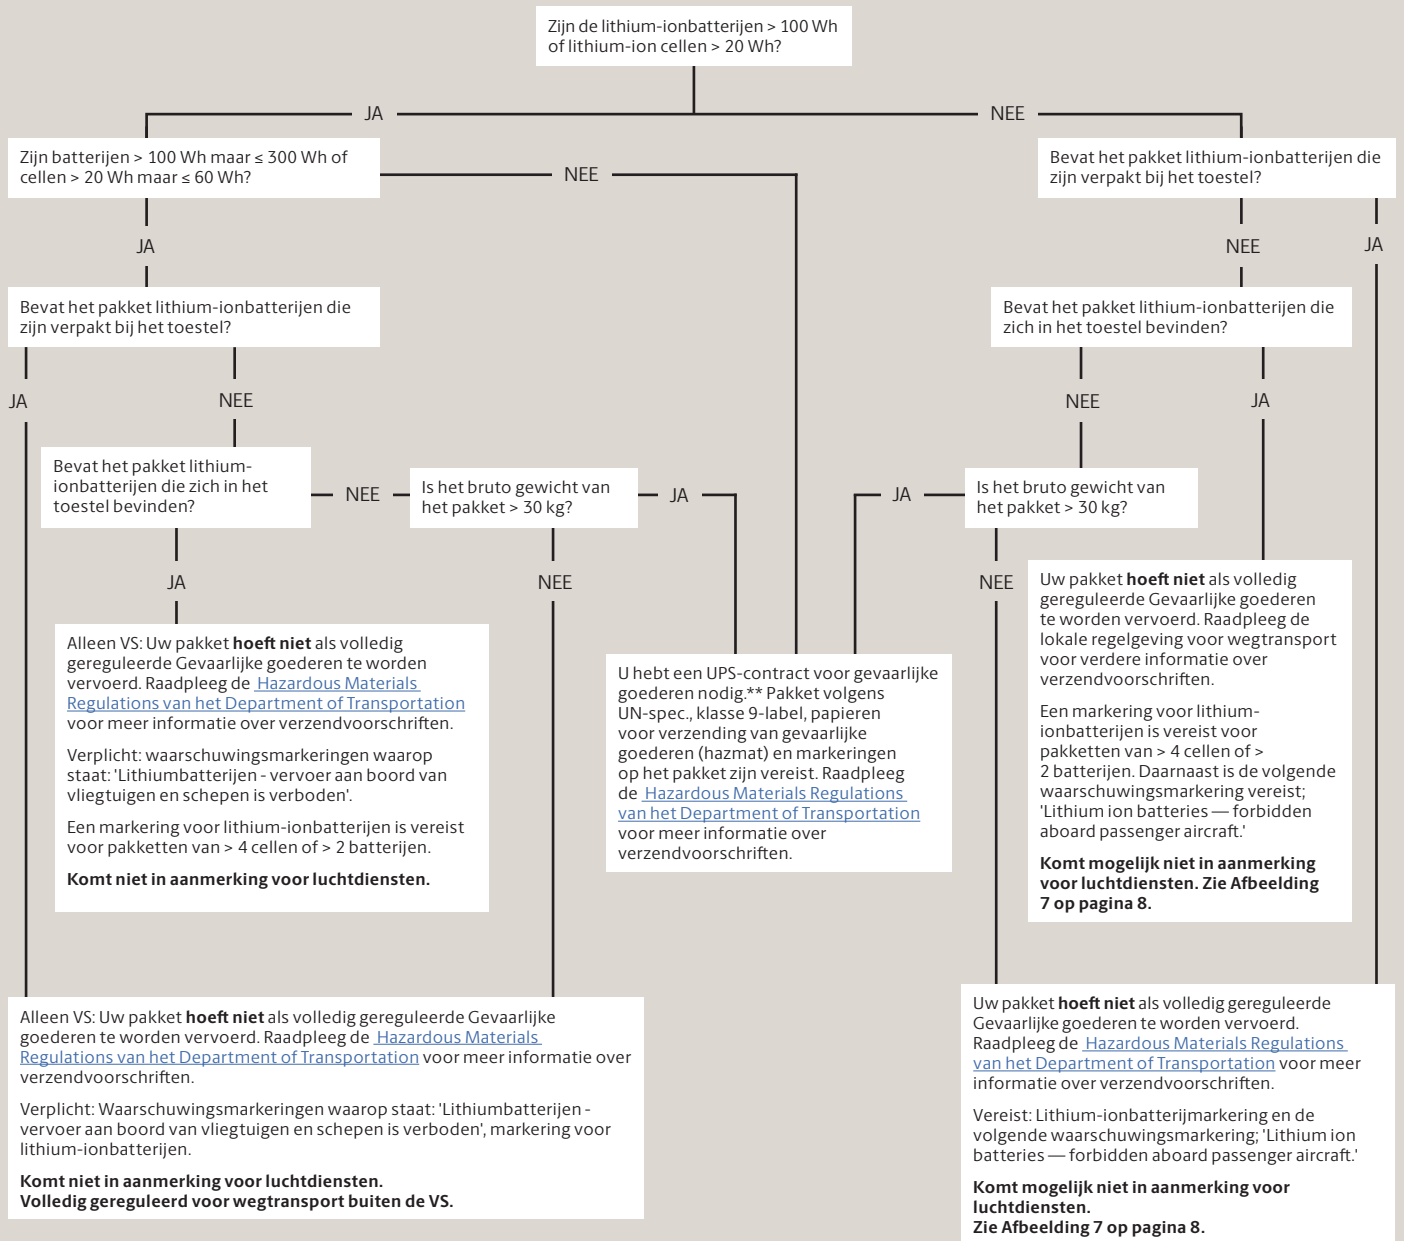 Zijn de lithium-ionbatterijen > 100 Wh
of lithium-ion cellen > 20 Wh?
JA
NEE
Zijn batterijen > 100 Wh maar ≤ 300 Wh of
cellen > 20 Wh maar ≤ 60 Wh?
NEE
Bevat het pakket lithium-ionbatterijen die
zijn verpakt bij het toestel?
JA
NEE
JA
Bevat het pakket lithium-ionbatterijen die
zijn verpakt bij het toestel?
Bevat het pakket lithium-ionbatterijen die
zich in het toestel bevinden?
JA
NEE
NEE
JA
Bevat het pakket lithium-
ionbatterijen die zich in het
toestel bevinden?
NEE
Is het bruto gewicht van
het pakket > 30 kg?
JA
JA
Is het bruto gewicht van
het pakket > 30 kg?
JA
NEE
NEE
Alleen VS: Uw pakket hoeft niet als volledig
gereguleerde Gevaarlijke goederen te worden
vervoerd. Raadpleeg de Hazardous Materials
Regulations van het Department of Transportation
voor meer informatie over verzendvoorschriften.
Verplicht: waarschuwingsmarkeringen waarop
staat: 'Lithiumbatterijen - vervoer aan boord van
vliegtuigen en schepen is verboden'.
Een markering voor lithium-ionbatterijen is vereist
voor pakketten van > 4 cellen of > 2 batterijen.
Komt niet in aanmerking voor luchtdiensten.
U hebt een UPS-contract voor gevaarlijke
goederen nodig.** Pakket volgens
UN-spec., klasse 9-label, papieren
voor verzending van gevaarlijke
goederen (hazmat) en markeringen
op het pakket zijn vereist. Raadpleeg
de Hazardous Materials Regulations
van het Department of Transportation
voor meer informatie over
verzendvoorschriften.
Uw pakket hoeft niet als volledig
gereguleerde Gevaarlijke goederen
te worden vervoerd. Raadpleeg de
lokale regelgeving voor wegtransport
voor verdere informatie over
verzendvoorschriften.
Een markering voor lithium-
ionbatterijen is vereist voor
pakketten van > 4 cellen of >
2 batterijen. Daarnaast is de volgende
waarschuwingsmarkering vereist;
'Lithium ion batteries — forbidden
aboard passenger aircraft.'
Komt mogelijk niet in aanmerking
voor luchtdiensten. Zie Afbeelding
7 op pagina 8.
Alleen VS: Uw pakket hoeft niet als volledig gereguleerde Gevaarlijke
goederen te worden vervoerd. Raadpleeg de Hazardous Materials
Regulations van het Department of Transportation voor meer informatie over
verzendvoorschriften.
Verplicht: Waarschuwingsmarkeringen waarop staat: 'Lithiumbatterijen -
vervoer aan boord van vliegtuigen en schepen is verboden', markering voor
lithium-ionbatterijen.
Komt niet in aanmerking voor luchtdiensten.
Volledig gereguleerd voor wegtransport buiten de VS.
Uw pakket hoeft niet als volledig gereguleerde
Gevaarlijke goederen te worden vervoerd.
Raadpleeg de Hazardous Materials Regulations
van het Department of Transportation voor meer
informatie over verzendvoorschriften.
Vereist: Lithium-ionbatterijmarkering en de
volgende waarschuwingsmarkering; 'Lithium ion
batteries — forbidden aboard passenger aircraft.'
Komt mogelijk niet in aanmerking voor
luchtdiensten.
Zie Afbeelding 7 op pagina 8.